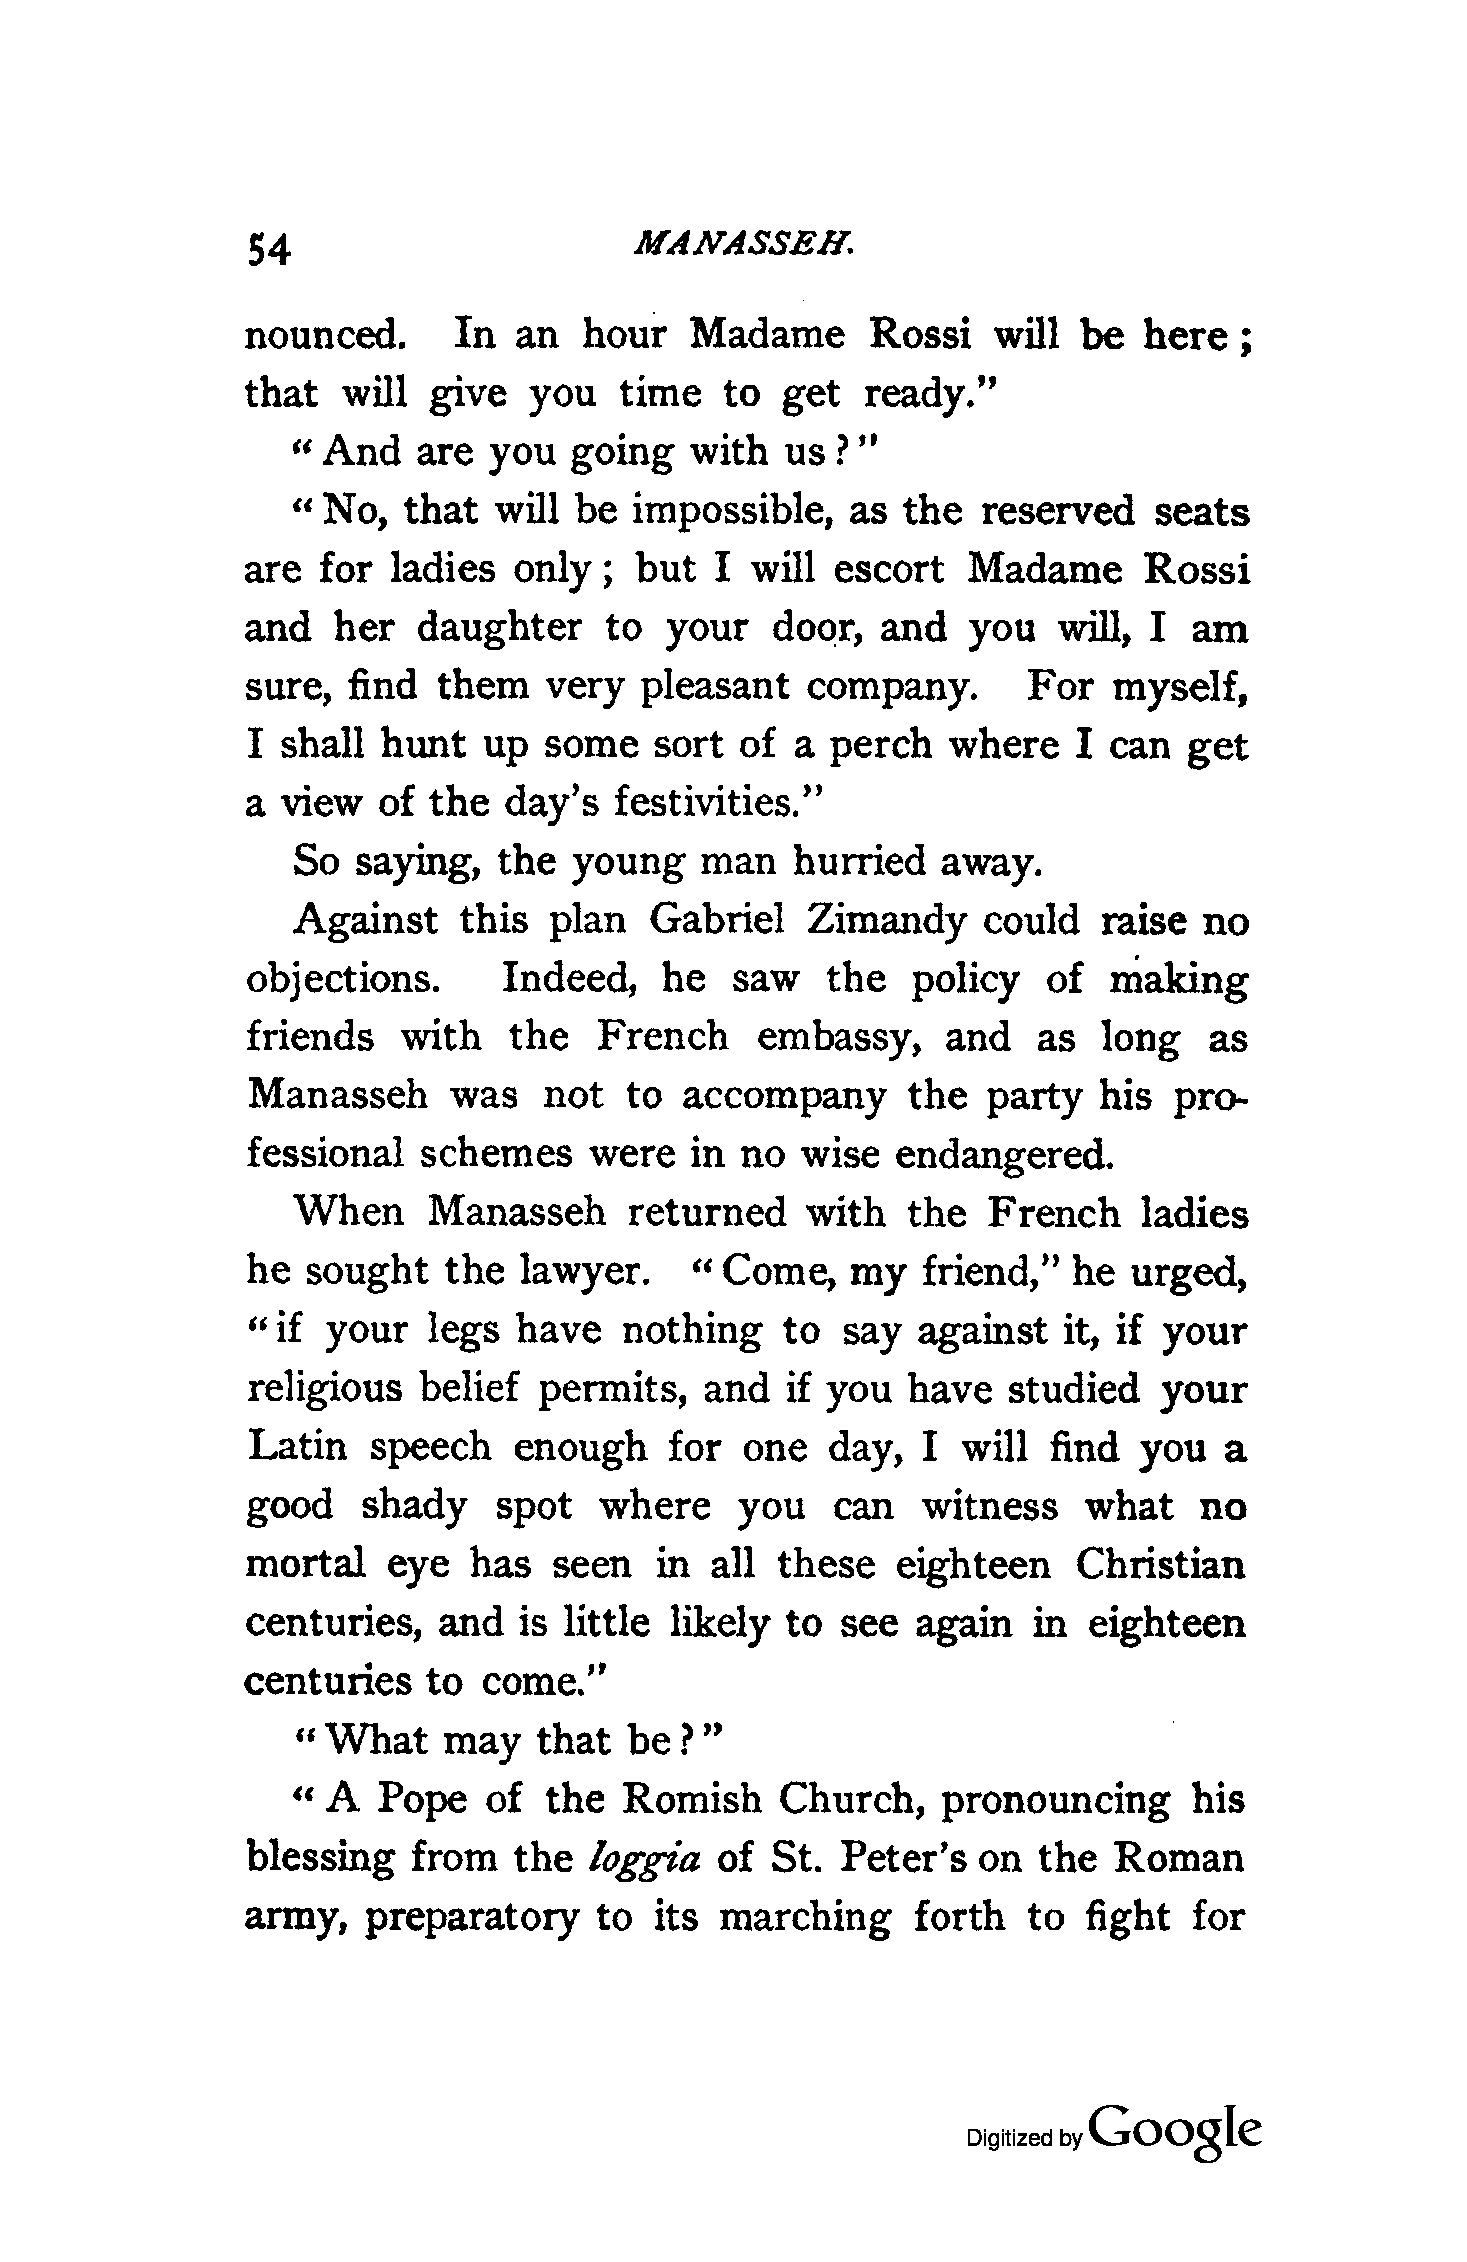 54 MANASSEH.
nounced. In an hour Madame Rossi will be here ;
that will give you time to get ready."
" And are you going with us ? "
" No, that will be impossible, as the reserved seats
are for ladies only ; but I will escort Madame Rossi
and her daughter to your door, and you will, I am
sure, find them very pleasant company. For myself,
I shall hunt up some sort of a perch where I can get
a view of the day's festivities."
So saying, the young man hurried away.
Against this plan Gabriel Zimandy could raise no
objections. Indeed, he saw the policy of making
friends with the French embassy, and as long as
Manasseh was not to accompany the party his pro-
fessional schemes were in no wise endangered.
When Manasseh returned with the French ladies
he sought the lawyer. " Come, my friend," he urged,
" if your legs have nothing to say against it, if your
religious belief permits, and if you have studied your
Latin speech enough for one day, I will find you a
good shady spot where you can witness what no
mortal eye has seen in all these eighteen Christian
centuries, and is little likely to see again in eighteen
centuries to come."
" What may that be ? "
" A Pope of the Romish Church, pronouncing his
blessing from the loggia of St. Peter's on the Roman
army, preparatory to its marching forth to fight for
Digitized by Google